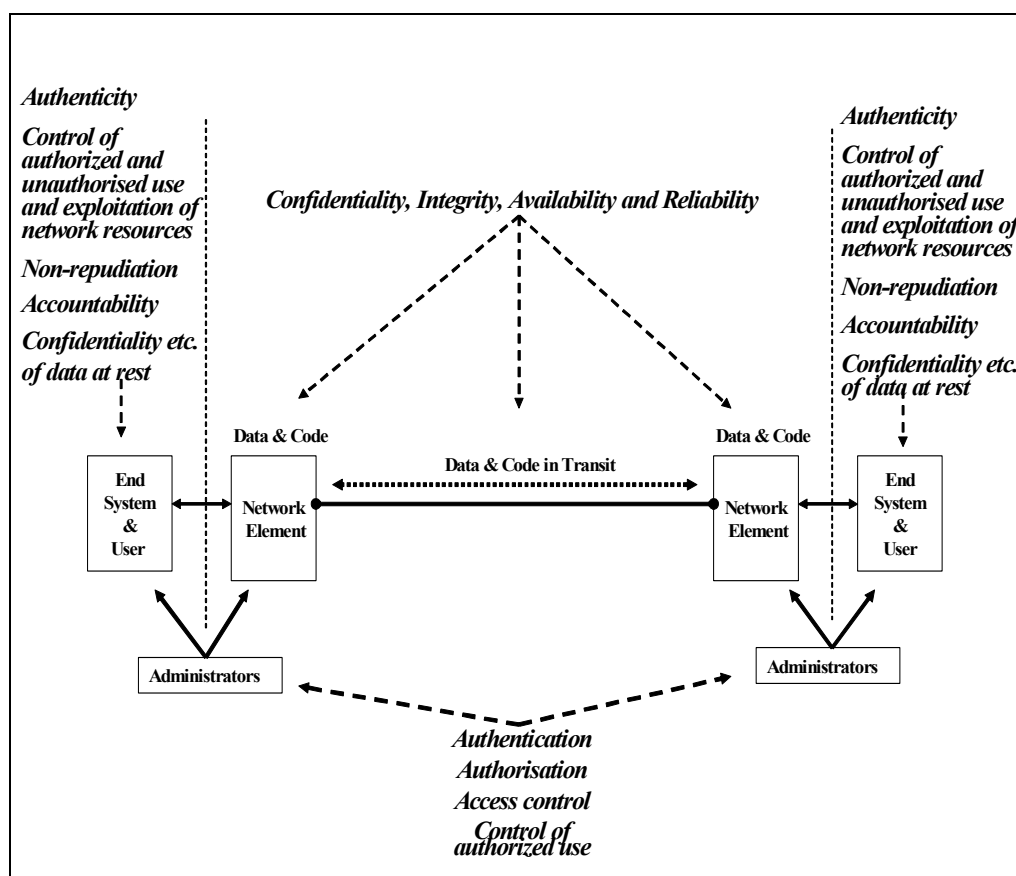 Authenticity
Control of
authorized and
unauthorised use
and exploitation of
network resources
Non-repudiation
Accountability
Confidentiality etc.
of data at rest
Confidentiality, Integrity, Availability and Reliability
Authenticity
Control of
authorized and
unauthorised use
and exploitation of
network resources
Non-repudiation
Accountability
Confidentiality etc.
of data at rest
Data & Code
Data & Code
Data & Code in Transit
End
System
&
User
Network
Element
Network
Element
End
System
&
User
Administrators
Administrators
Authentication
Authorisation
Access control
Control of
authorized use